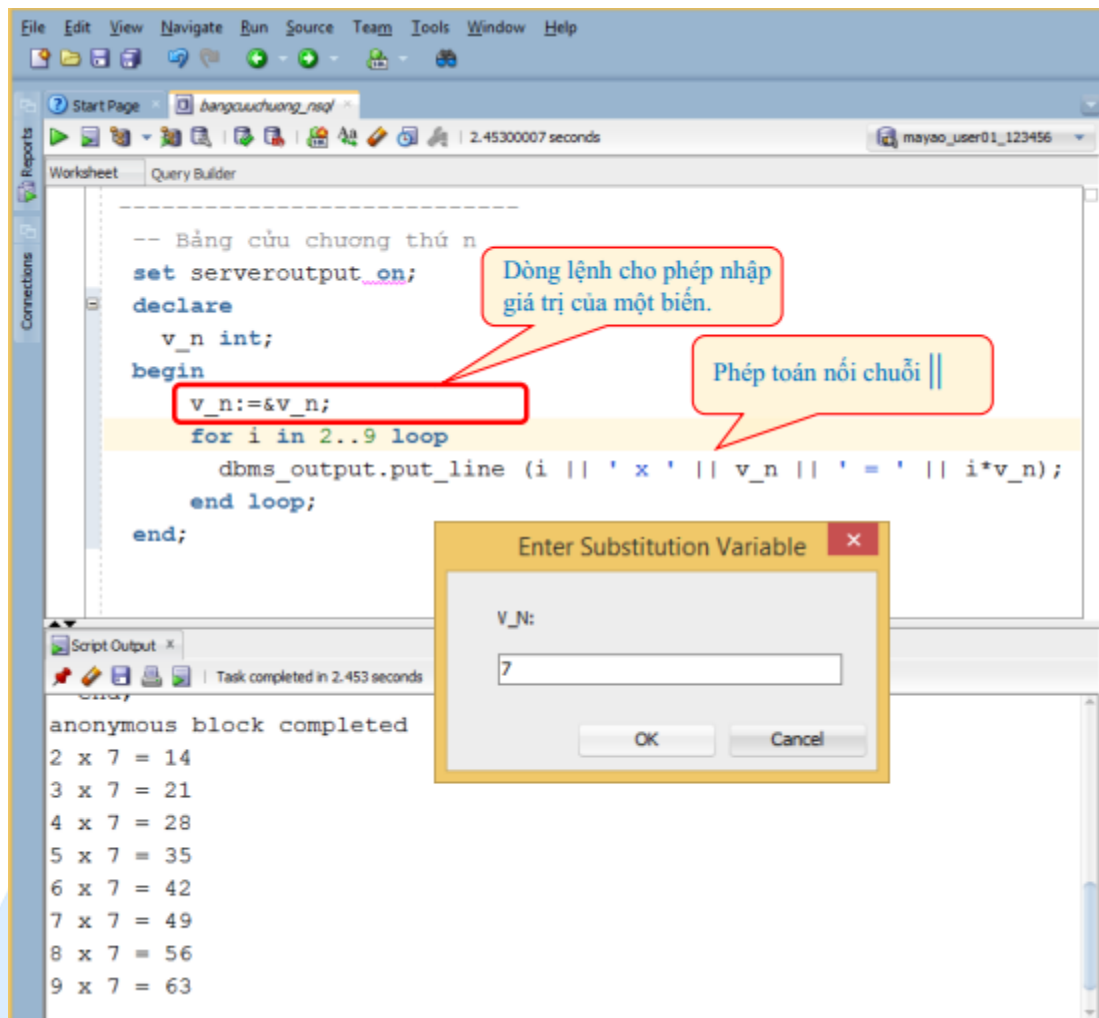 File Edit View Navigate Run Source Team Tools Window Help
Start Page bangcuuchuong_nsql
2.45300007 seconds mayao_user01_123456
Reports
Connections
Worksheet Query Builder
----------------------------
-- Bảng cửu chương thứ n
set serveroutput on;
declare
v_n int;
begin
v_n:=&v_n;
for i in 2..9 loop
dbms_output.put_line (i || ' x ' || v_n || ' = ' || i*v_n);
end loop;
end;
Dòng lệnh cho phép nhập
giá trị của một biến.
Phép toán nối chuỗi ||
Enter Substitution Variable
V_N:
7
OK Cancel
Script Output
Task completed in 2.453 seconds
end;
anonymous block completed
2 x 7 = 14
3 x 7 = 21
4 x 7 = 28
5 x 7 = 35
6 x 7 = 42
7 x 7 = 49
8 x 7 = 56
9 x 7 = 63